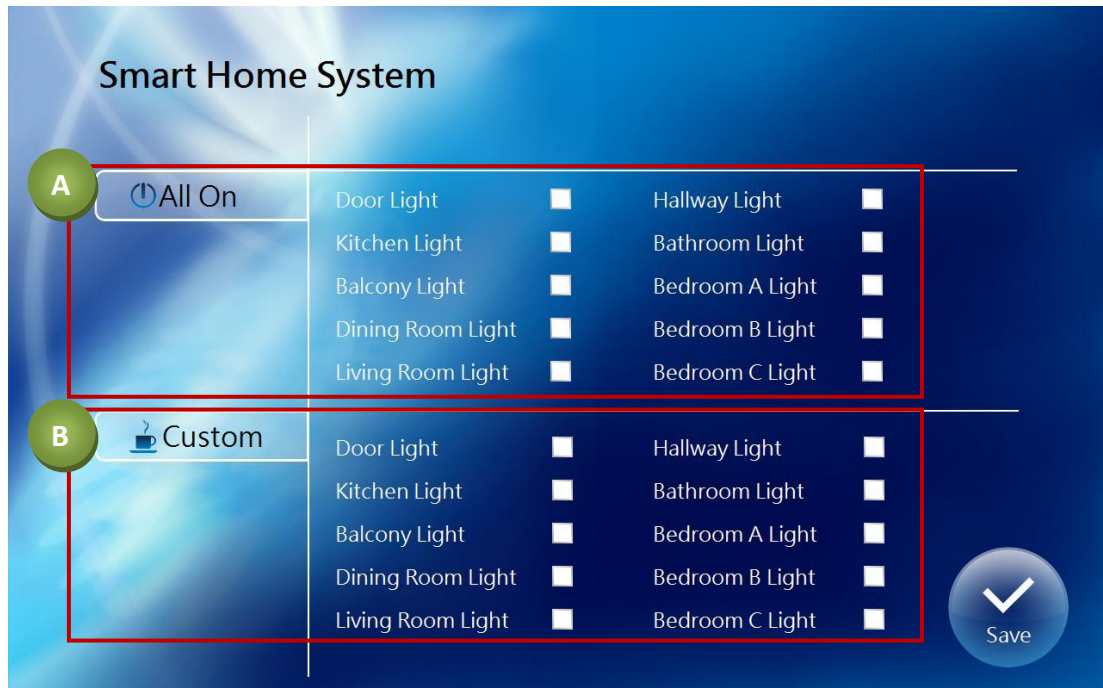 Smart Home System
A
All On
Door Light
Hallway Light
Kitchen Light
Bathroom Light
Balcony Light
Bedroom A Light
Dining Room Light
Bedroom B Light
Living Room Light
Bedroom C Light
B
Custom
Door Light
Hallway Light
Kitchen Light
Bathroom Light
Balcony Light
Bedroom A Light
Dining Room Light
Bedroom B Light
Living Room Light
Bedroom C Light
Save